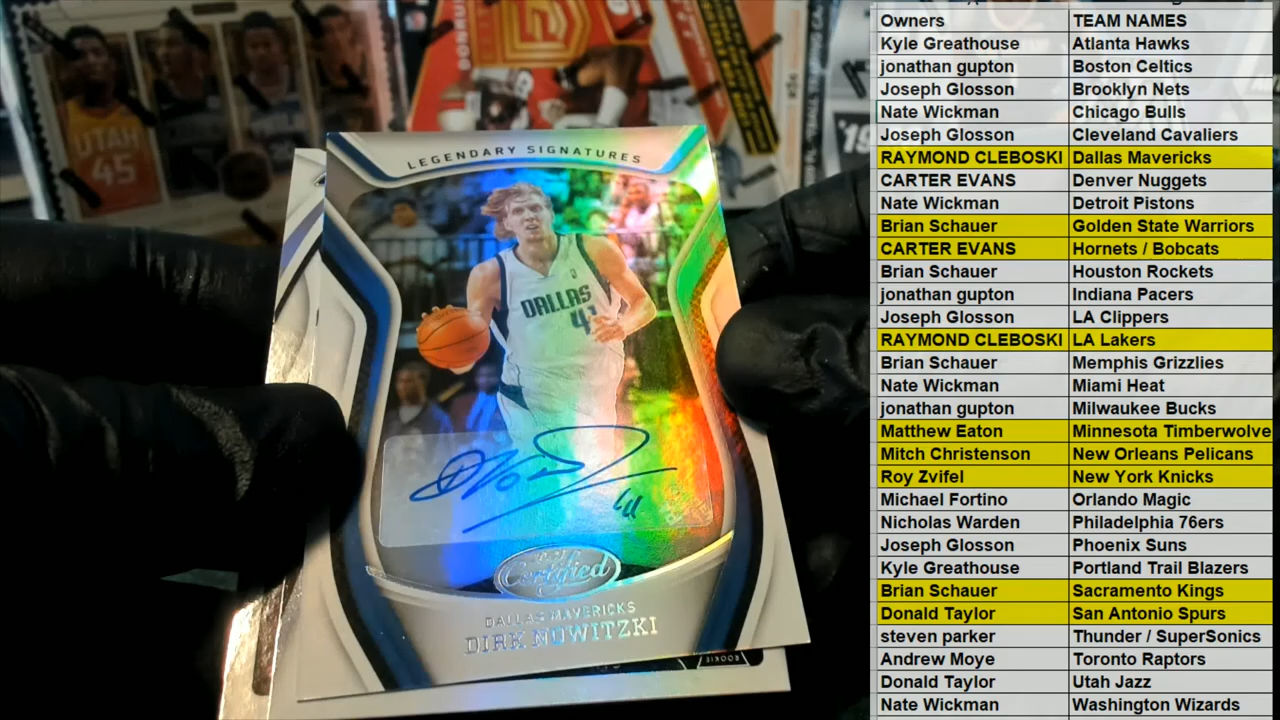 UTAH
45
LEGENDARY SIGNATURES
DALLAS
41
Certified
DALLAS MAVERICKS
DIRK NOWITZKI
ROOKIE
Owners TEAM NAMES
Kyle Greathouse Atlanta Hawks
jonathan gupton Boston Celtics
Joseph Glosson Brooklyn Nets
Nate Wickman Chicago Bulls
Joseph Glosson Cleveland Cavaliers
RAYMOND CLEBOSKI Dallas Mavericks
CARTER EVANS Denver Nuggets
Nate Wickman Detroit Pistons
Brian Schauer Golden State Warriors
CARTER EVANS Hornets / Bobcats
Brian Schauer Houston Rockets
jonathan gupton Indiana Pacers
Joseph Glosson LA Clippers
RAYMOND CLEBOSKI LA Lakers
Brian Schauer Memphis Grizzlies
Nate Wickman Miami Heat
jonathan gupton Milwaukee Bucks
Matthew Eaton Minnesota Timberwolve
Mitch Christenson New Orleans Pelicans
Roy Zvifel New York Knicks
Michael Fortino Orlando Magic
Nicholas Warden Philadelphia 76ers
Joseph Glosson Phoenix Suns
Kyle Greathouse Portland Trail Blazers
Brian Schauer Sacramento Kings
Donald Taylor San Antonio Spurs
steven parker Thunder / SuperSonics
Andrew Moye Toronto Raptors
Donald Taylor Utah Jazz
Nate Wickman Washington Wizards